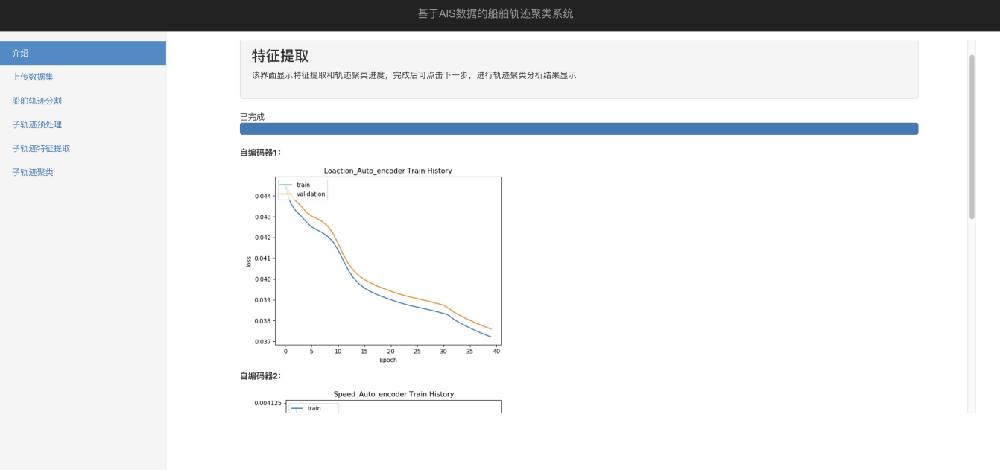 基于AIS数据的船舶轨迹聚类系统
介绍
上传数据集
船舶轨迹分割
子轨迹预处理
子轨迹特征提取
子轨迹聚类
特征提取
该界面显示特征提取和轨迹聚类进度，完成后可点击下一步，进行轨迹聚类分析结果显示
已完成
自编码器1:
Loaction_Auto_encoder Train History
train
validation
0.044
0.043
0.042
0.041
0.040
0.039
0.038
0.037
loss
0 5 10 15 20 25 30 35 40
Epoch
自编码器2:
Speed_Auto_encoder Train History
0.004125
train